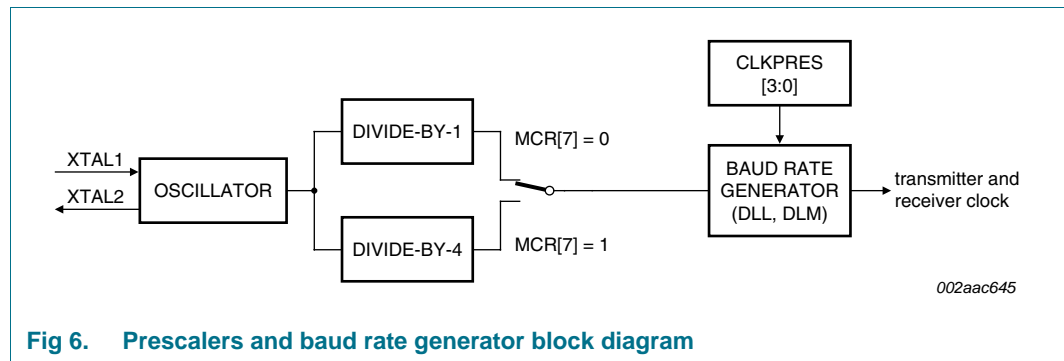 CLKPRES
[3:0]
DIVIDE-BY-1
MCR[7] = 0
XTAL1
XTAL2
OSCILLATOR
BAUD RATE
GENERATOR
(DLL, DLM)
transmitter and
receiver clock
DIVIDE-BY-4
MCR[7] = 1
002aac645
Fig 6. Prescalers and baud rate generator block diagram